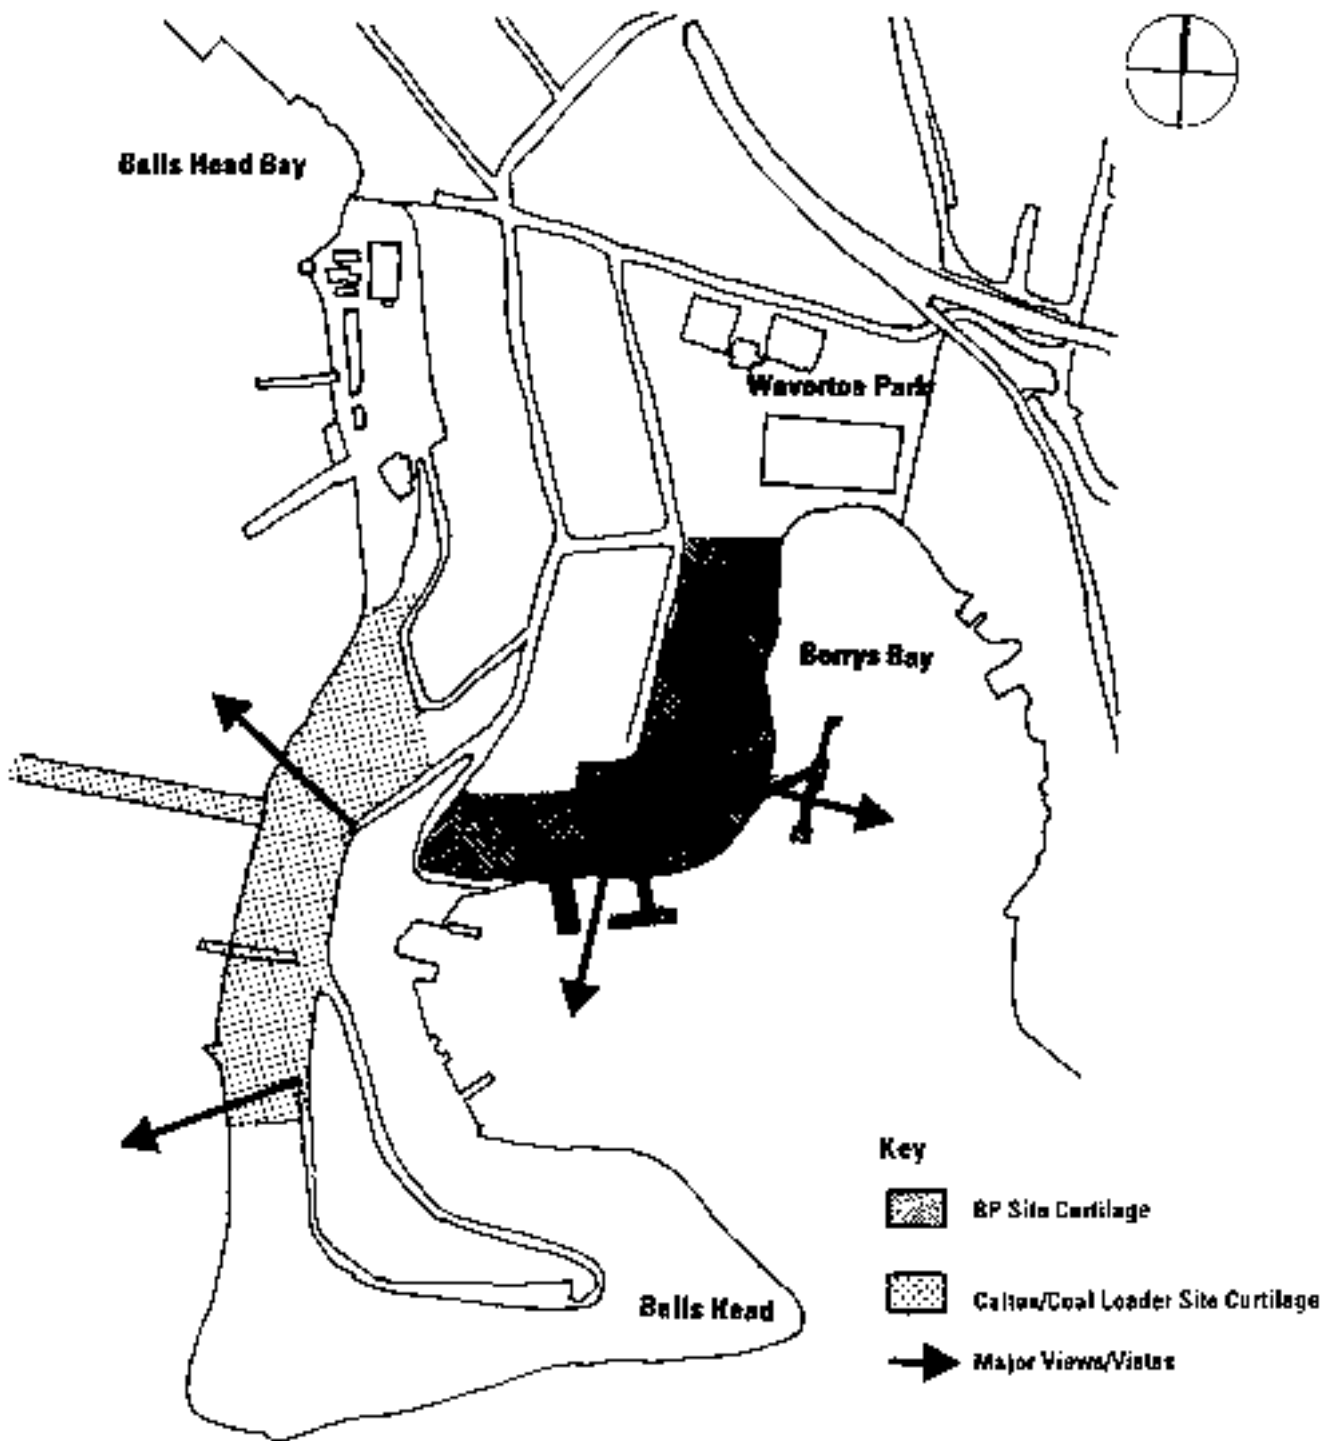 Balls Head Bay
Waverton Park
Berrys Bay
Key
BP Site Curtilage
Caltex/Coal Loader Site Curtilage
Balls Head
Major Views/Vistas